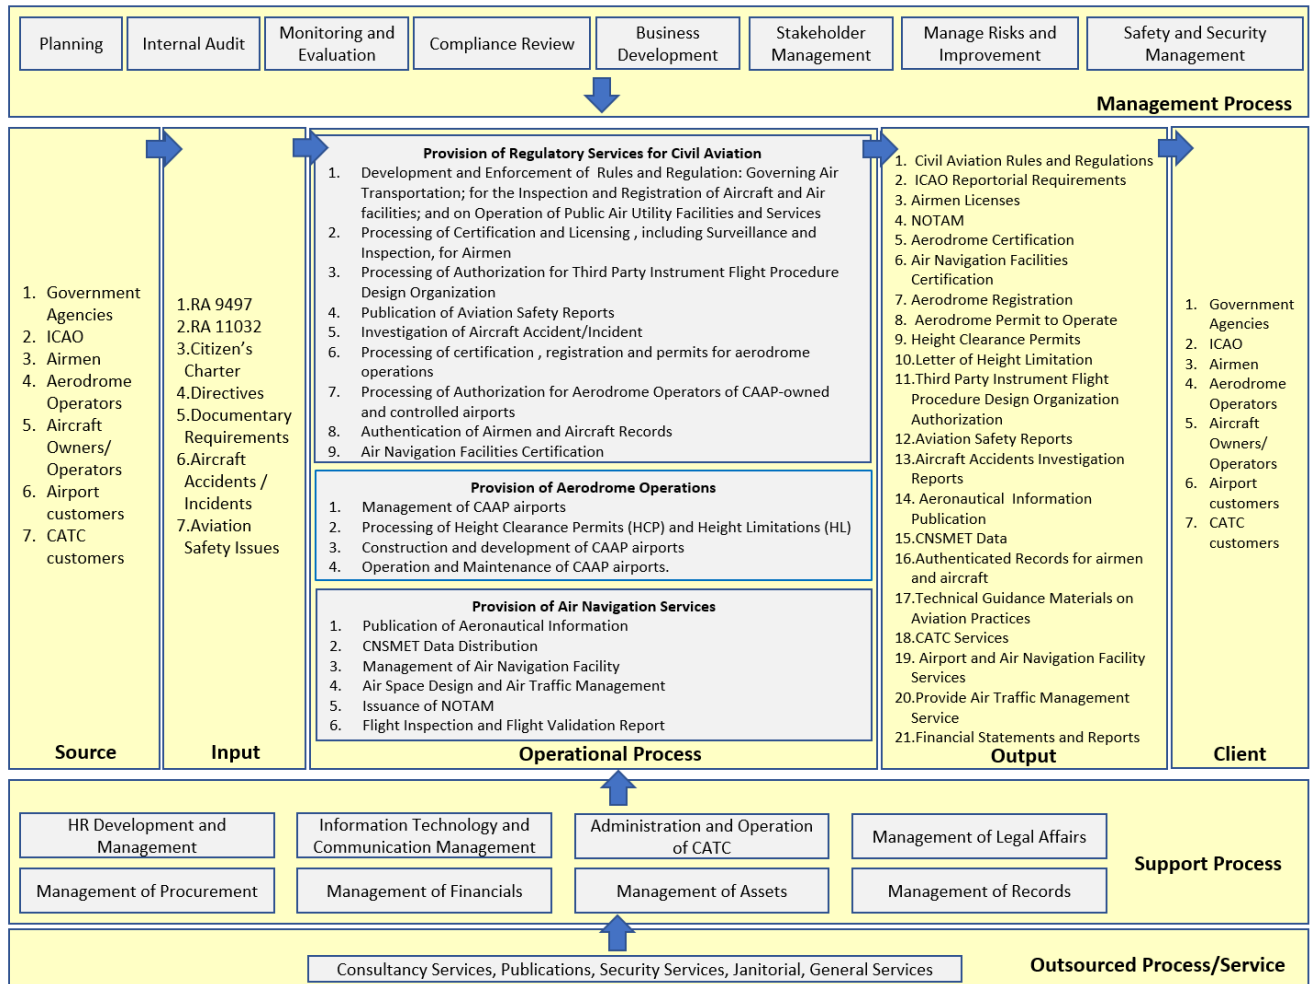 Planning
Internal Audit
Monitoring and
Evaluation
Compliance Review
Business
Development
Stakeholder
Management
Manage Risks and
Improvement
Safety and Security
Management
Management Process
1. Government
Agencies
2. ICAO
3. Airmen
4. Aerodrome
Operators
5. Aircraft
Owners/
Operators
6. Airport
customers
7. CATC
customers
Source
1.RA 9497
2.RA 11032
3.Citizen's
Charter
4.Directives
5.Documentary
Requirements
6.Aircraft
Accidents /
Incidents
7.Aviation
Safety Issues
Input
Provision of Regulatory Services for Civil Aviation
1. Development and Enforcement of Rules and Regulation: Governing Air
Transportation; for the Inspection and Registration of Aircraft and Air
facilities; and on Operation of Public Air Utility Facilities and Services
2. Processing of Certification and Licensing , including Surveillance and
Inspection, for Airmen
3. Processing of Authorization for Third Party Instrument Flight Procedure
Design Organization
4. Publication of Aviation Safety Reports
5. Investigation of Aircraft Accident/Incident
6. Processing of certification , registration and permits for aerodrome
operations
7. Processing of Authorization for Aerodrome Operators of CAAP-owned
and controlled airports
8. Authentication of Airmen and Aircraft Records
9. Air Navigation Facilities Certification
Provision of Aerodrome Operations
1. Management of CAAP airports
2. Processing of Height Clearance Permits (HCP) and Height Limitations (HL)
3. Construction and development of CAAP airports
4. Operation and Maintenance of CAAP airports.
Provision of Air Navigation Services
1. Publication of Aeronautical Information
2. CNSMET Data Distribution
3. Management of Air Navigation Facility
4. Air Space Design and Air Traffic Management
5. Issuance of NOTAM
6. Flight Inspection and Flight Validation Report
Operational Process
1. Civil Aviation Rules and Regulations
2. ICAO Reportorial Requirements
3. Airmen Licenses
4. NOTAM
5. Aerodrome Certification
6. Air Navigation Facilities
Certification
7. Aerodrome Registration
8. Aerodrome Permit to Operate
9. Height Clearance Permits
10.Letter of Height Limitation
11.Third Party Instrument Flight
Procedure Design Organization
Authorization
12.Aviation Safety Reports
13.Aircraft Accidents Investigation
Reports
14. Aeronautical Information
Publication
15.CNSMET Data
16.Authenticated Records for airmen
and aircraft
17.Technical Guidance Materials on
Aviation Practices
18.CATC Services
19. Airport and Air Navigation Facility
Services
20.Provide Air Traffic Management
Service
21.Financial Statements and Reports
Output
1. Government
Agencies
2. ICAO
3. Airmen
4. Aerodrome
Operators
5. Aircraft
Owners/
Operators
6. Airport
customers
7. CATC
customers
Client
HR Development and
Management
Information Technology and
Communication Management
Administration and Operation
of CATC
Management of Legal Affairs
Management of Procurement
Management of Financials
Management of Assets
Management of Records
Support Process
Consultancy Services, Publications, Security Services, Janitorial, General Services
Outsourced Process/Service